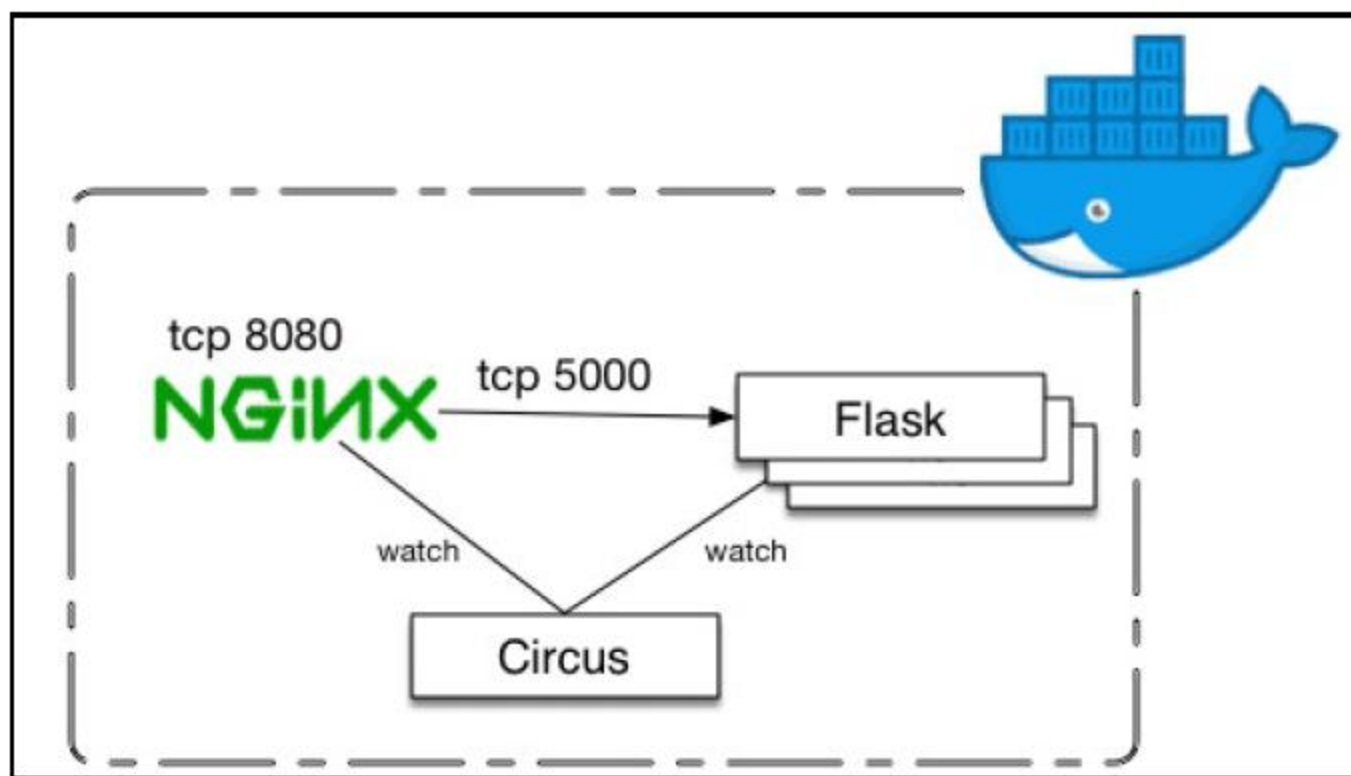 tcp 8080
NGiNX
tcp 5000
Flask
watch
watch
Circus